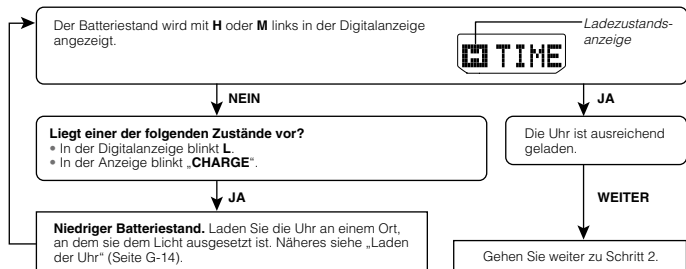 Der Batteriestand wird mit H oder M links in der Digitalanzeige
angezeigt.
Ladezustands-
anzeige
TIME
NEIN
JA
Liegt einer der folgenden Zustände vor?
• In der Digitalanzeige blinkt L.
• In der Anzeige blinkt „CHARGE“.
Die Uhr ist ausreichend
geladen.
JA
WEITER
Niedriger Batteriestand. Laden Sie die Uhr an einem Ort,
an dem sie dem Licht ausgesetzt ist. Näheres siehe „Laden
der Uhr“ (Seite G-14).
Gehen Sie weiter zu Schritt 2.